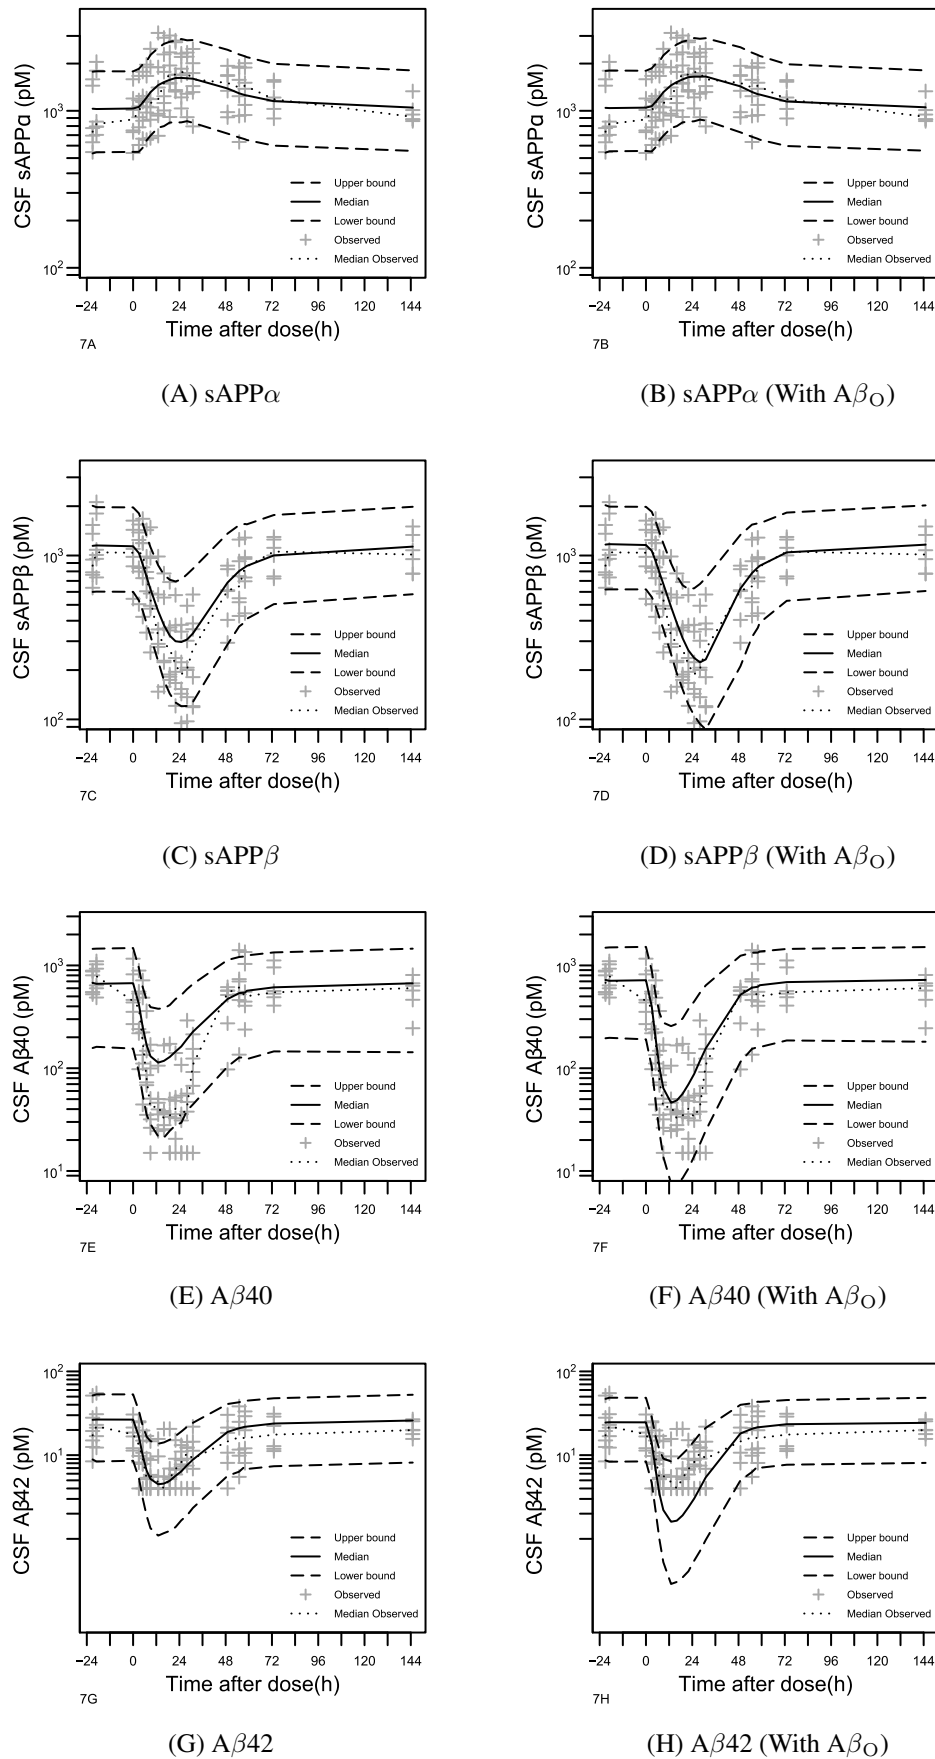 CSF sAPPα (pM)
10³
10²
Upper bound
Median
Lower bound
Observed
Median Observed
−24 0 24 48 72 96 120 144
Time after dose(h)
7A
(A) sAPPα
CSF sAPPα (pM)
10³
10²
Upper bound
Median
Lower bound
Observed
Median Observed
−24 0 24 48 72 96 120 144
Time after dose(h)
7B
(B) sAPPα (With AβO)
CSF sAPPβ (pM)
10³
10²
Upper bound
Median
Lower bound
Observed
Median Observed
−24 0 24 48 72 96 120 144
Time after dose(h)
7C
(C) sAPPβ
CSF sAPPβ (pM)
10³
10²
Upper bound
Median
Lower bound
Observed
Median Observed
−24 0 24 48 72 96 120 144
Time after dose(h)
7D
(D) sAPPβ (With AβO)
CSF Aβ40 (pM)
10³
10²
10¹
Upper bound
Median
Lower bound
Observed
Median Observed
−24 0 24 48 72 96 120 144
Time after dose(h)
7E
(E) Aβ40
CSF Aβ40 (pM)
10³
10²
10¹
Upper bound
Median
Lower bound
Observed
Median Observed
−24 0 24 48 72 96 120 144
Time after dose(h)
7F
(F) Aβ40 (With AβO)
CSF Aβ42 (pM)
10²
10¹
Upper bound
Median
Lower bound
Observed
Median Observed
−24 0 24 48 72 96 120 144
Time after dose(h)
7G
(G) Aβ42
CSF Aβ42 (pM)
10²
10¹
Upper bound
Median
Lower bound
Observed
Median Observed
−24 0 24 48 72 96 120 144
Time after dose(h)
7H
(H) Aβ42 (With AβO)